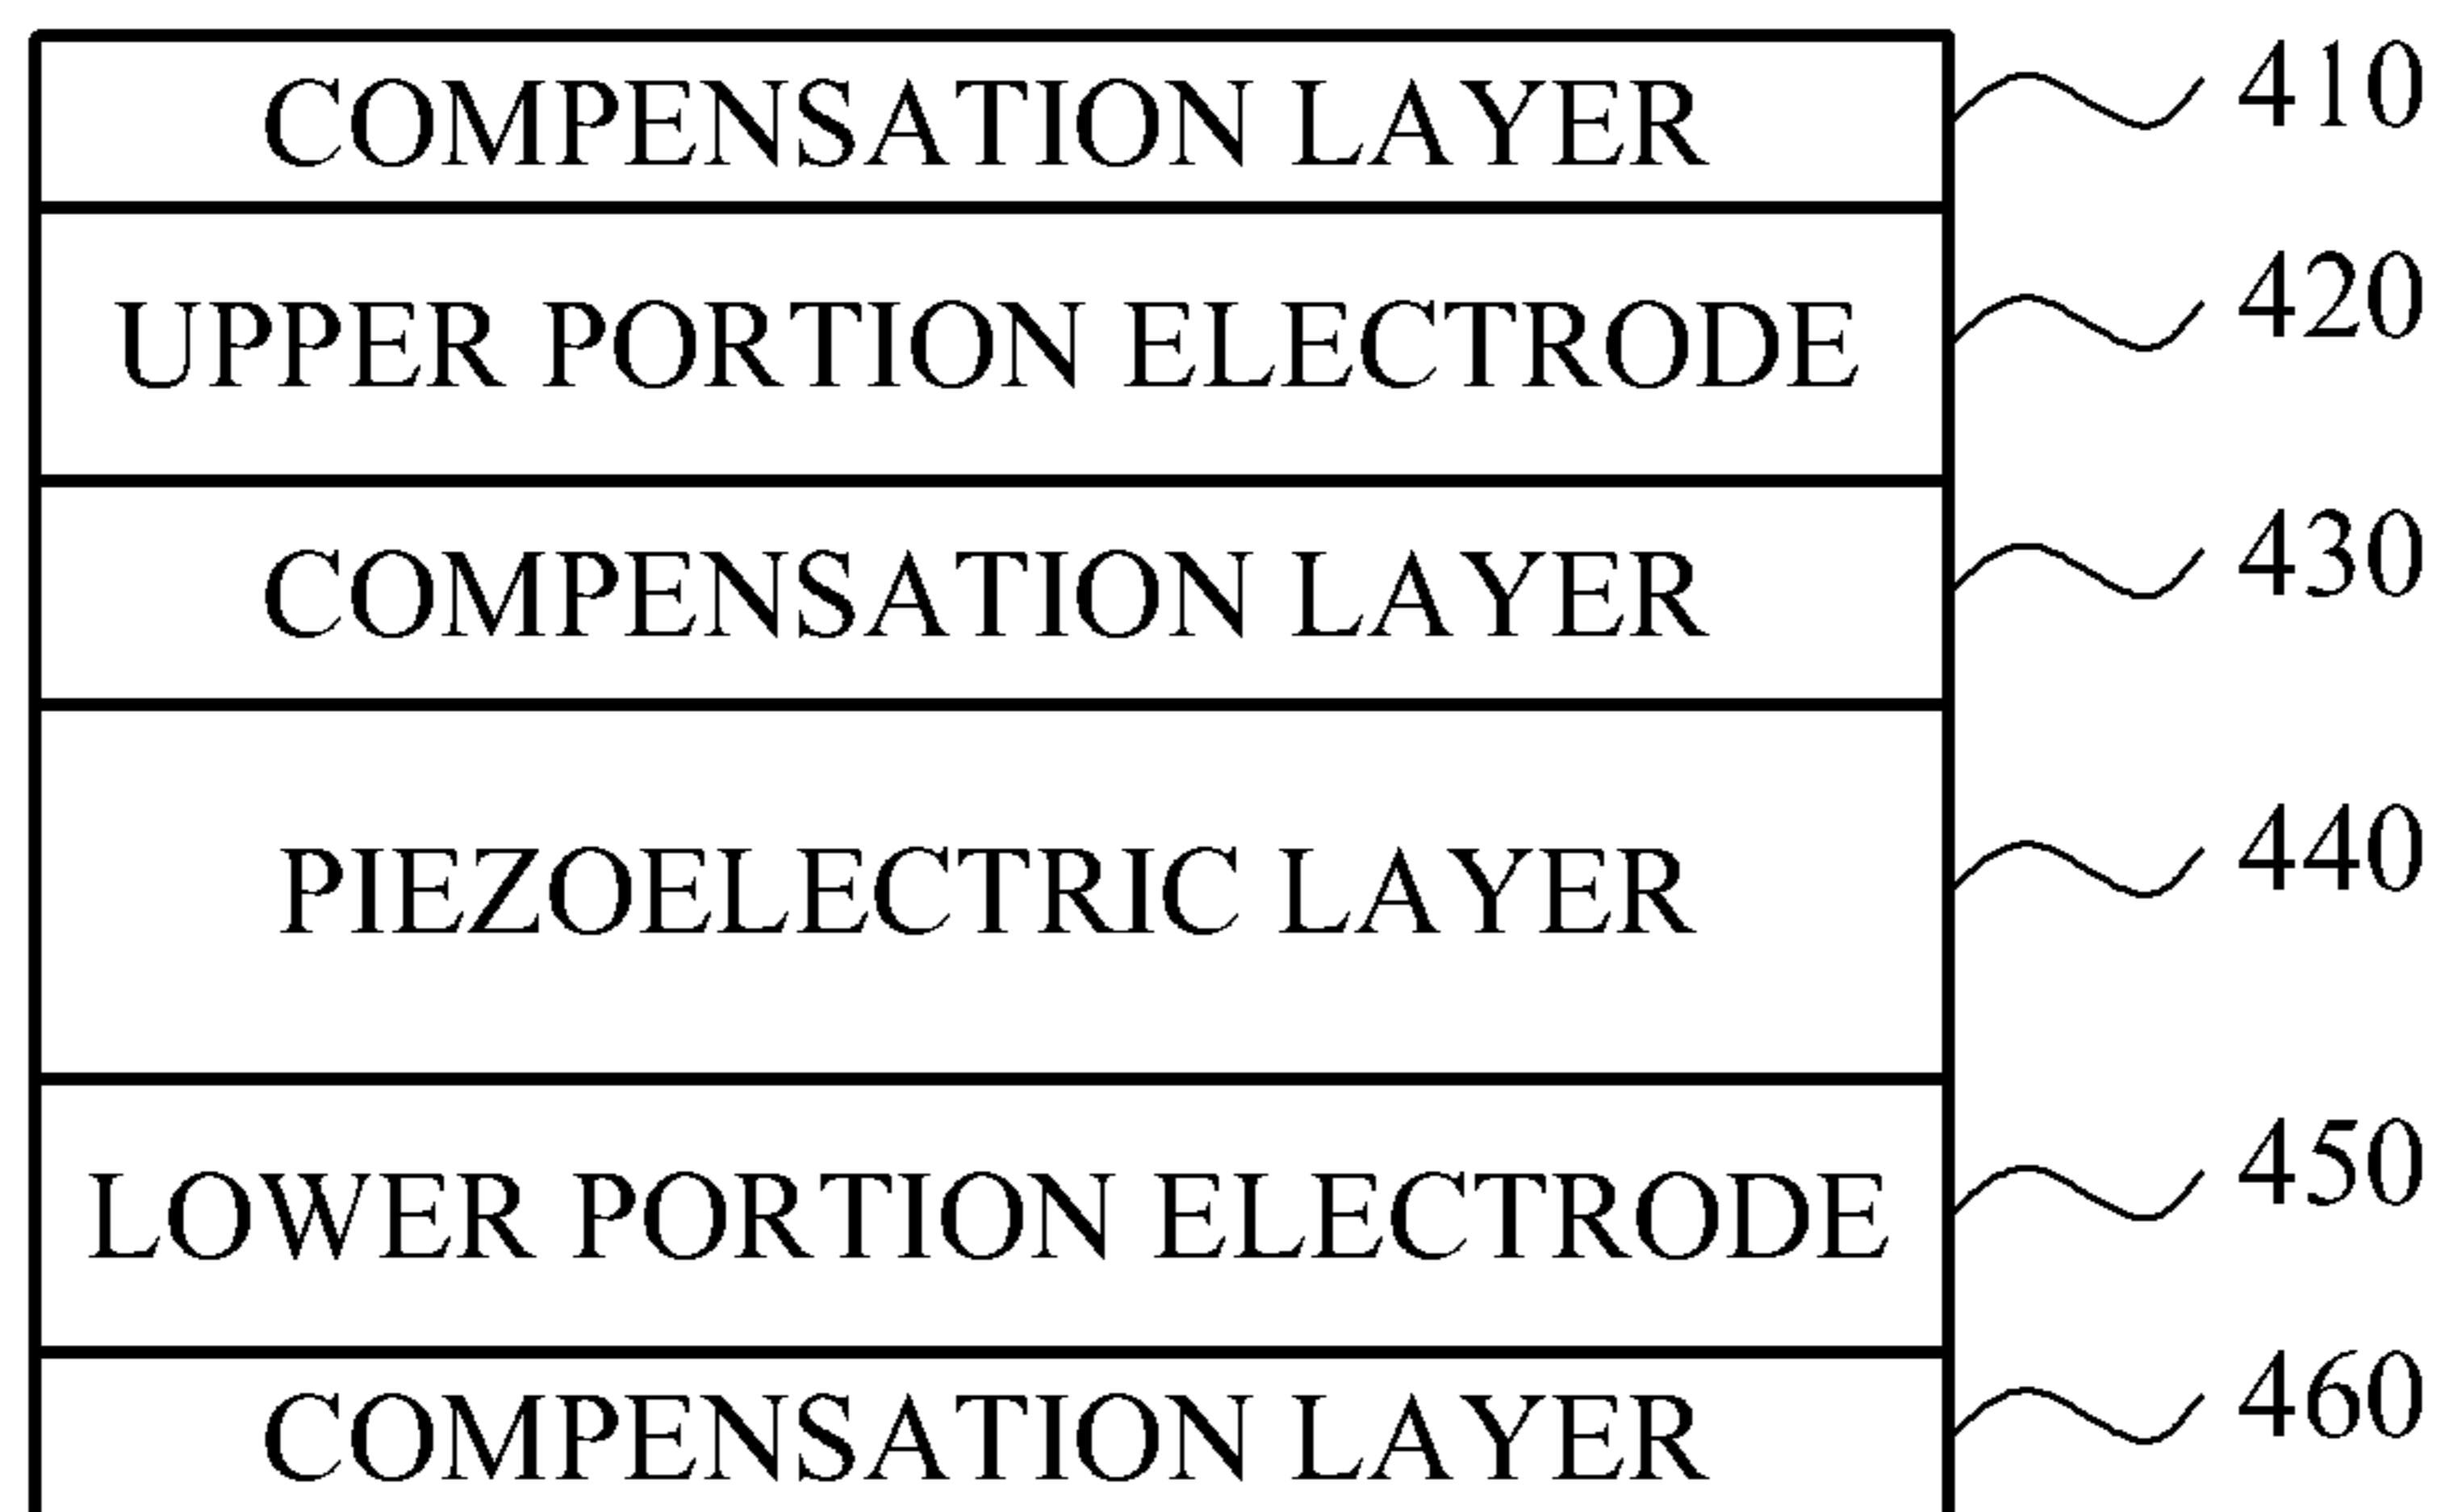 COMPENSATION LAYER 410
UPPER PORTION ELECTRODE 420
COMPENSATION LAYER 430
PIEZOELECTRIC LAYER 440
LOWER PORTION ELECTRODE 450
COMPENSATION LAYER 460